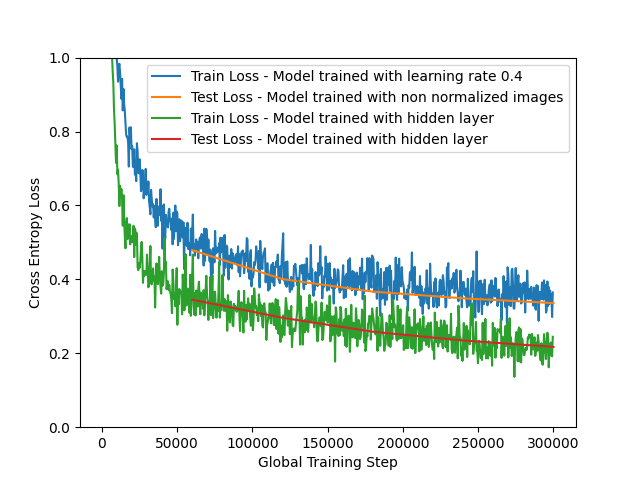 Train Loss - Model trained with learning rate 0.4
Test Loss - Model trained with non normalized images
Train Loss - Model trained with hidden layer
Test Loss - Model trained with hidden layer
1.0
0.8
0.6
0.4
0.2
0.0
Cross Entropy Loss
0 50000 100000 150000 200000 250000 300000
Global Training Step